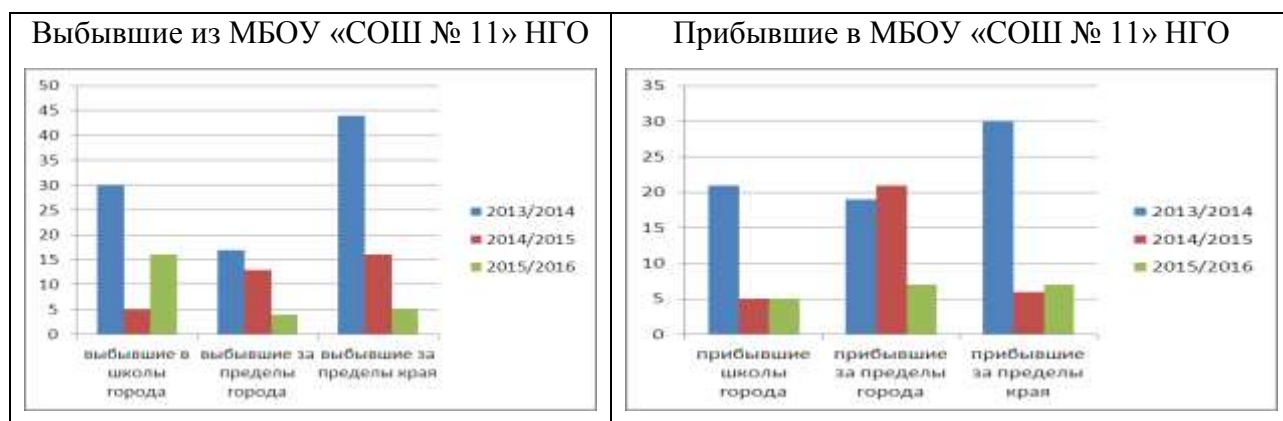 Выбывшие из МБОУ «СОШ № 11» НГО
50
45
40
35
30
25
20
15
10
5
0
выбывшие в
школы
города
выбывшие за
пределы
города
выбывшие за
пределы края
2013/2014
2014/2015
2015/2016
Прибывшие в МБОУ «СОШ № 11» НГО
35
30
25
20
15
10
5
0
прибывшие
школы
города
прибывшие
за пределы
города
прибывшие
за пределы
края
2013/2014
2014/2015
2015/2016